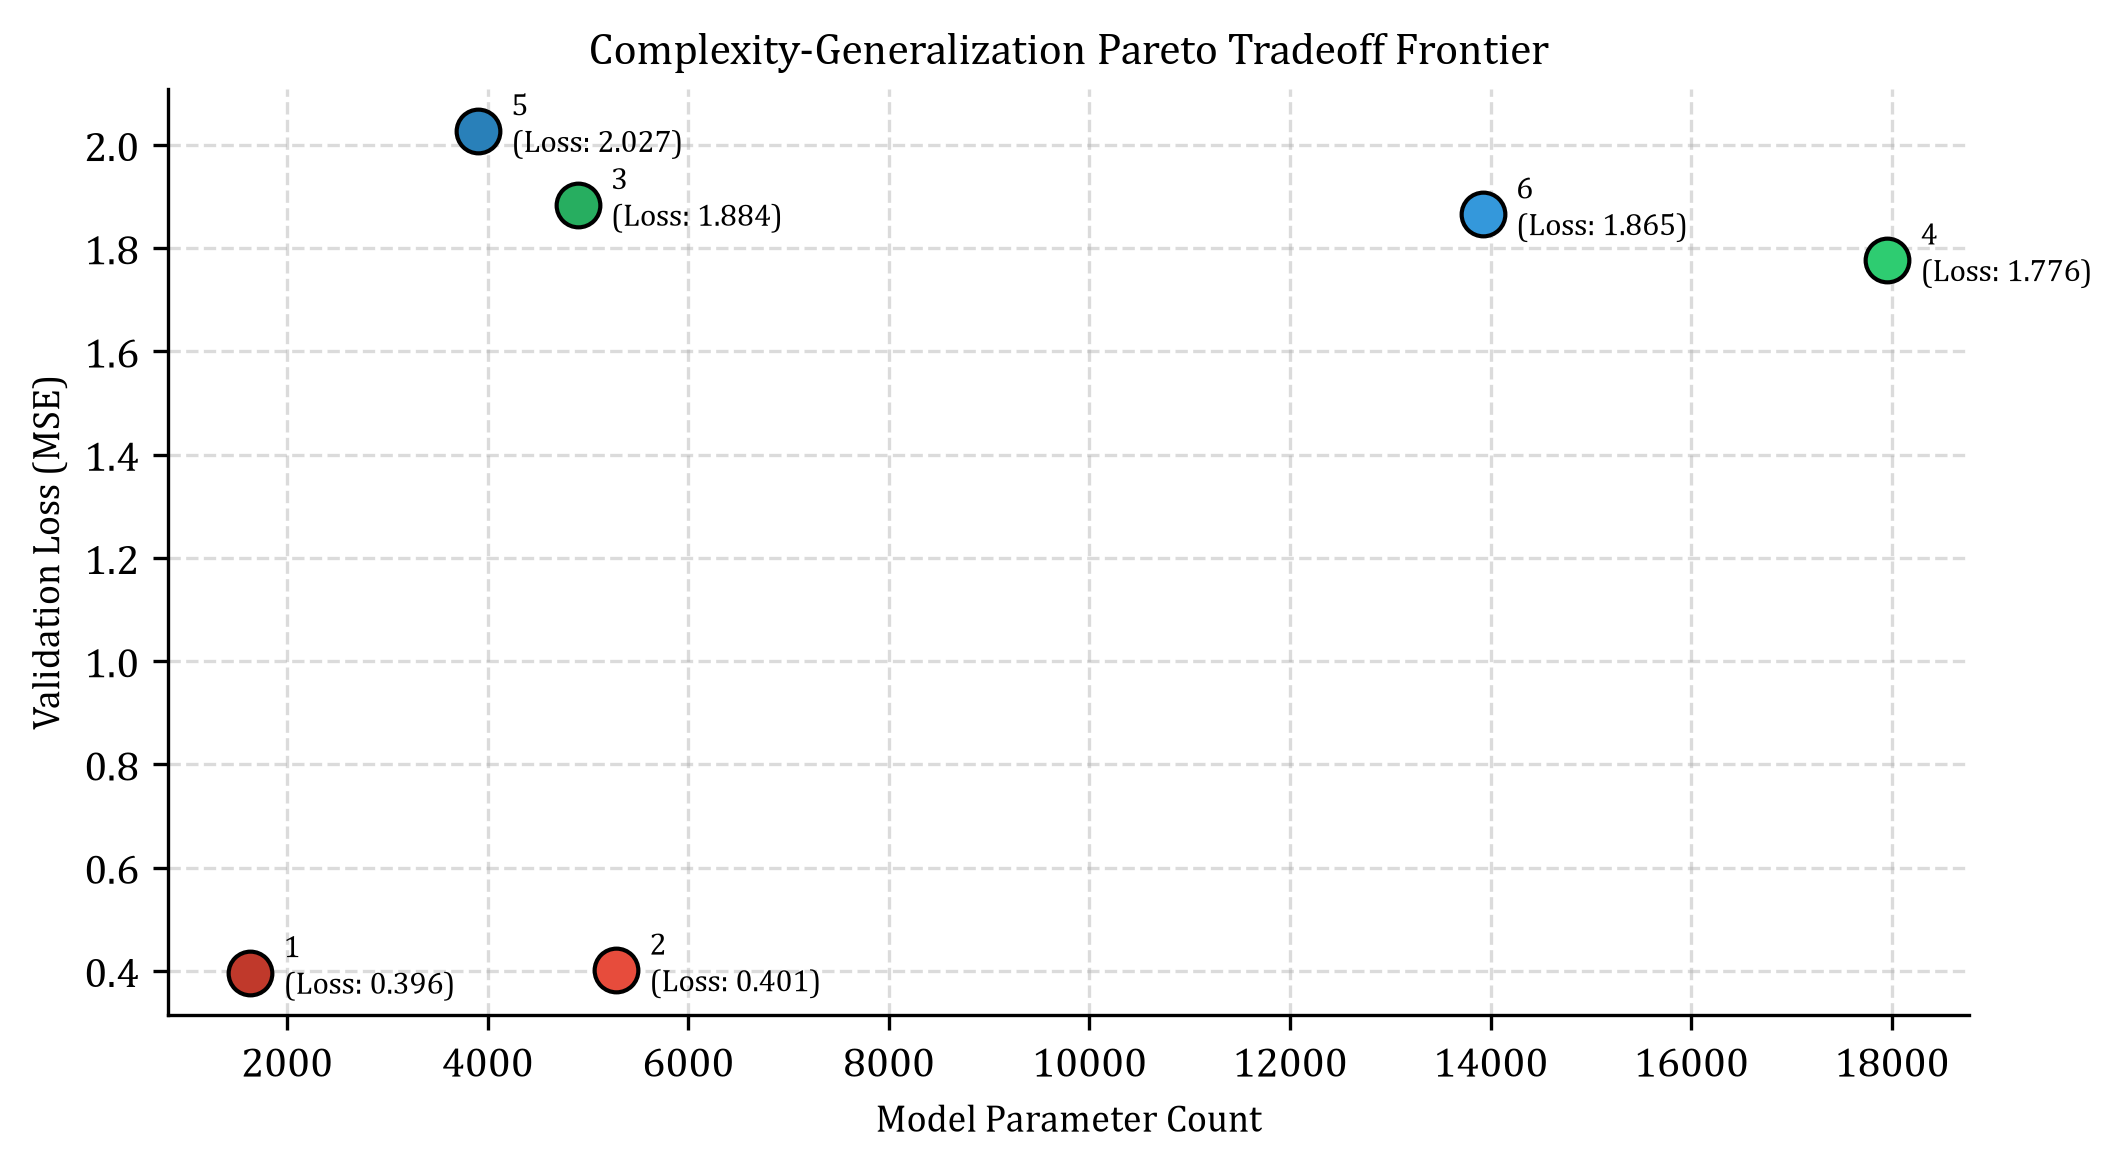 Complexity-Generalization Pareto Tradeoff Frontier
5
(Loss: 2.027)
3
(Loss: 1.884)
6
(Loss: 1.865)
4
(Loss: 1.776)
1
(Loss: 0.396)
2
(Loss: 0.401)
Validation Loss (MSE)
2.0
1.8
1.6
1.4
1.2
1.0
0.8
0.6
0.4
2000
4000
6000
8000
10000
12000
14000
16000
18000
Model Parameter Count